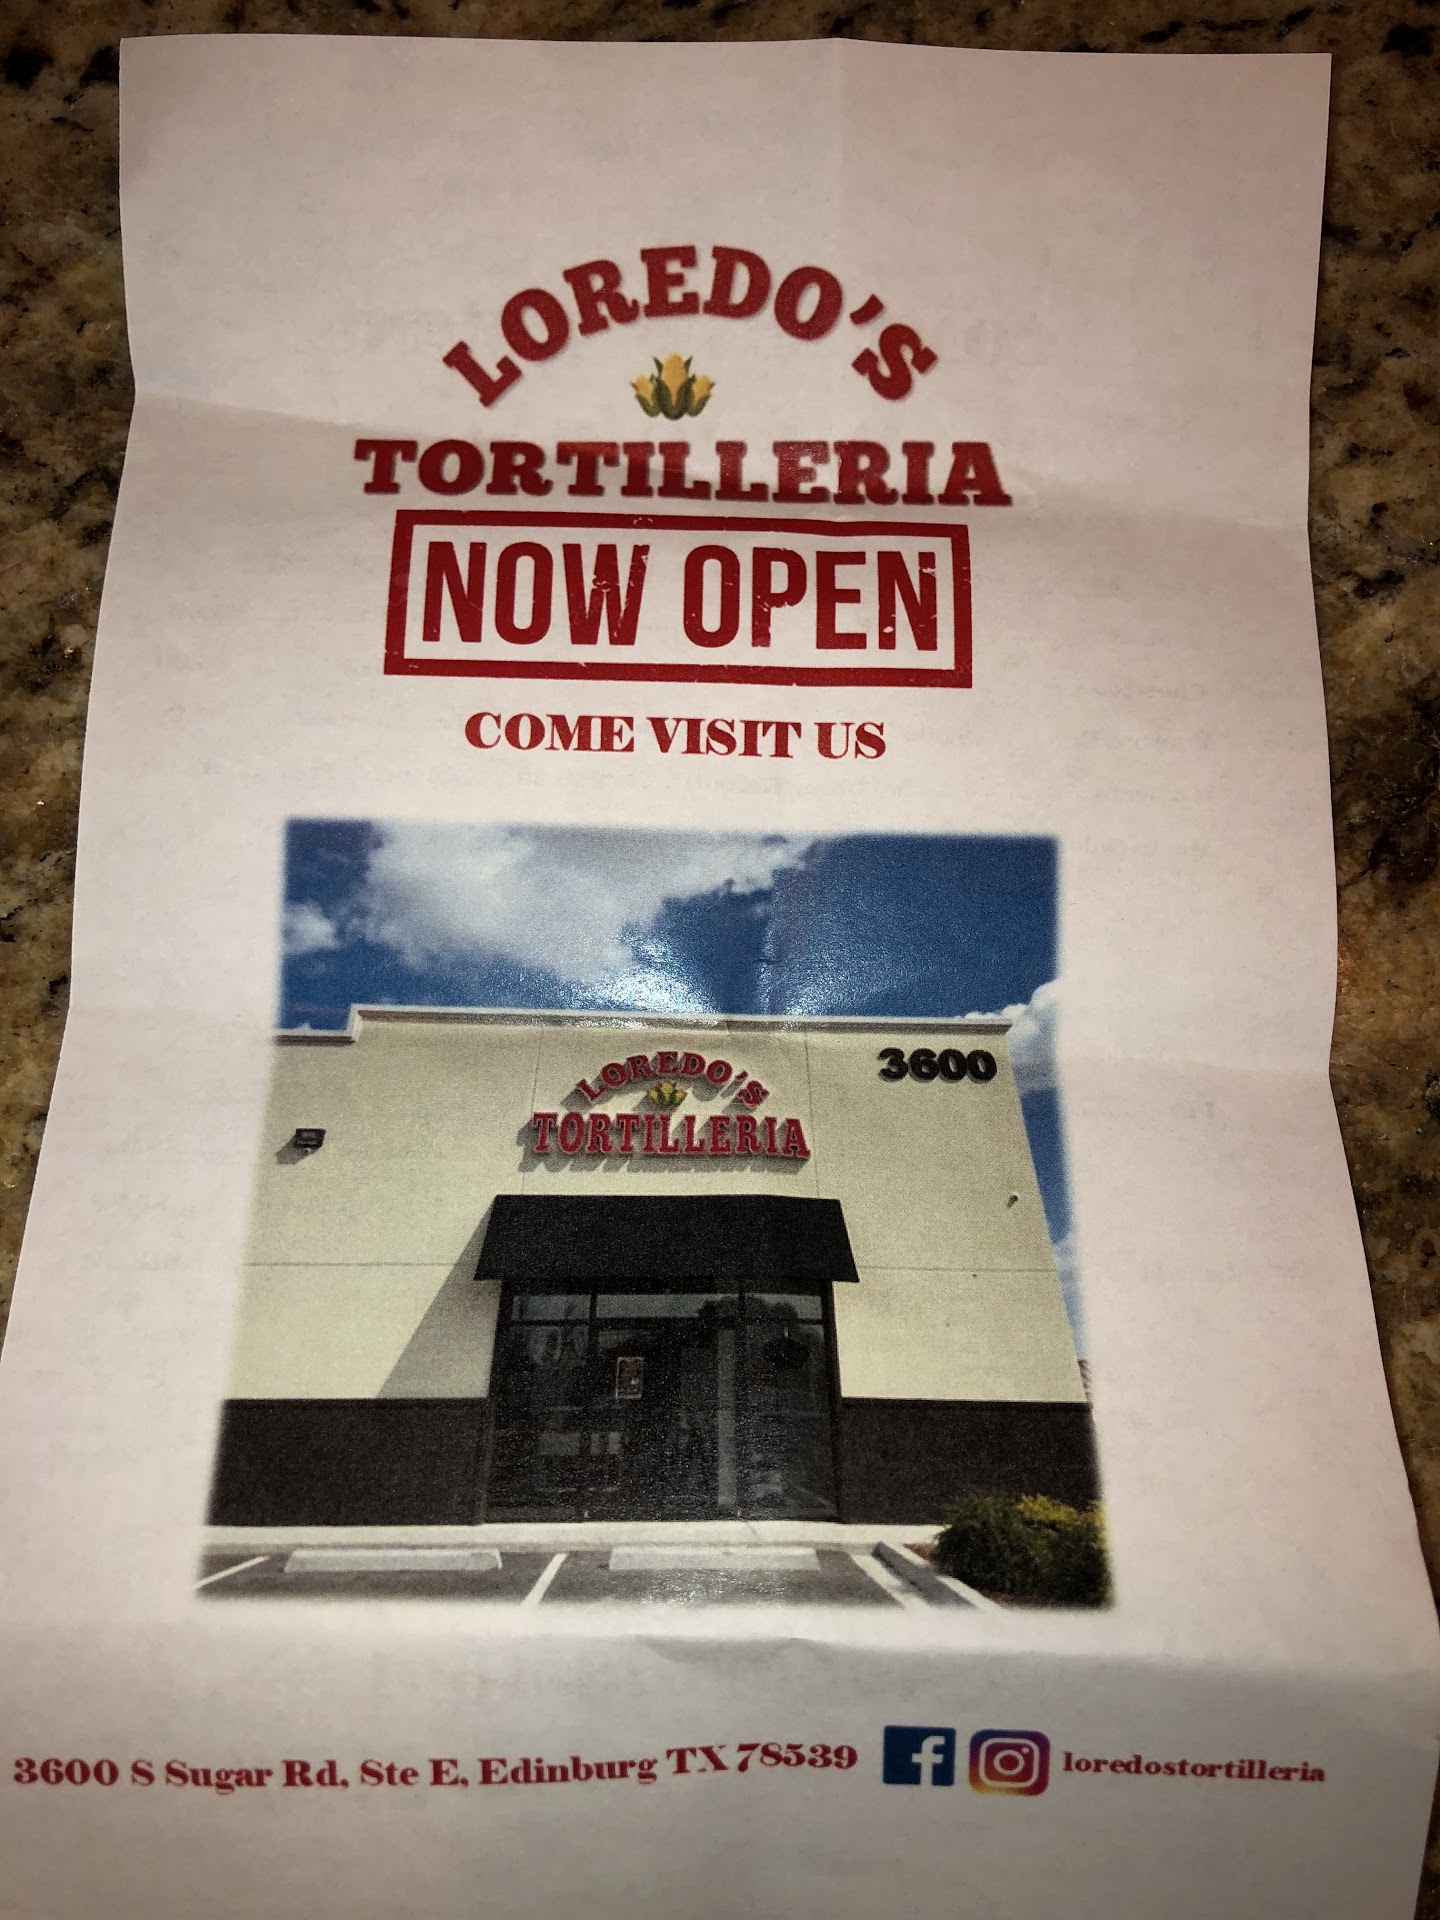 LOREDO'S
TORTILLERIA
NOW OPEN
COME VISIT US
3600
LOREDO'S
TORTILLERIA
3600 S Sugar Rd, Ste E, Edinburg TX 78539
f loredostortilleria